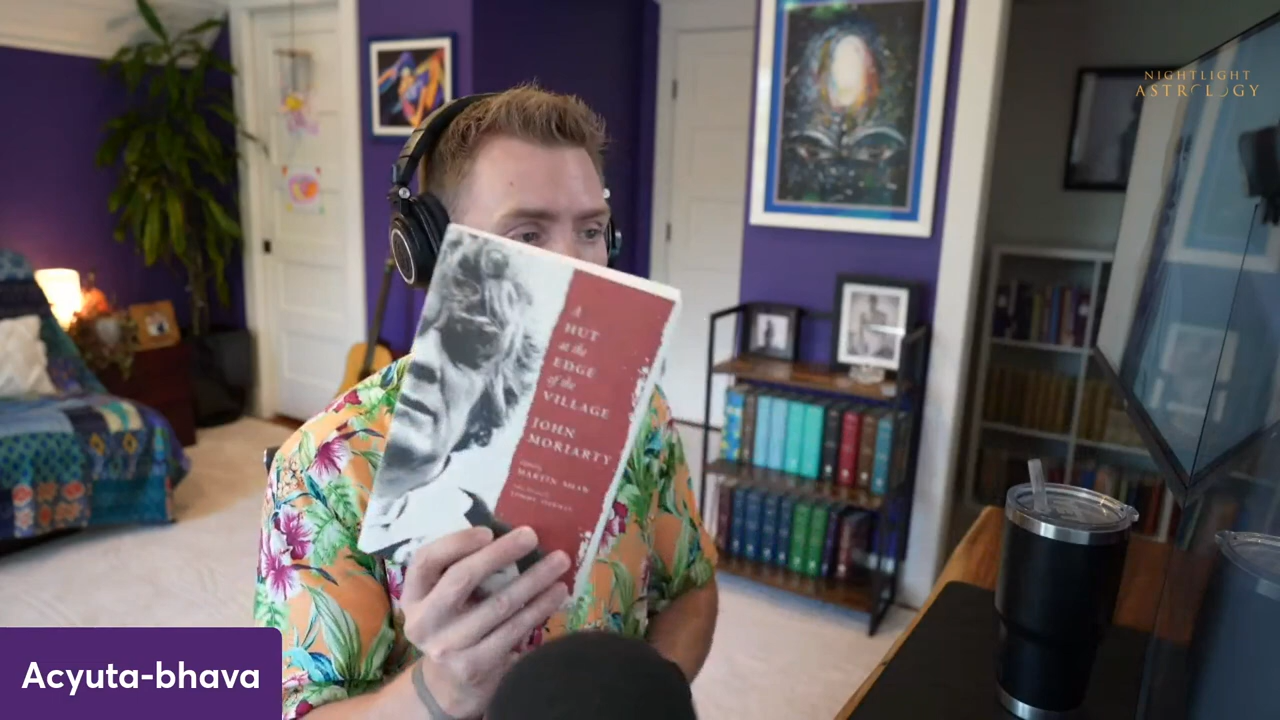 NIGHTLIGHT
ASTROLOGY
A
HUT
at the
EDGE
of the
VILLAGE
JOHN
MORIARTY
MARTIN SHAW
Acyuta-bhava